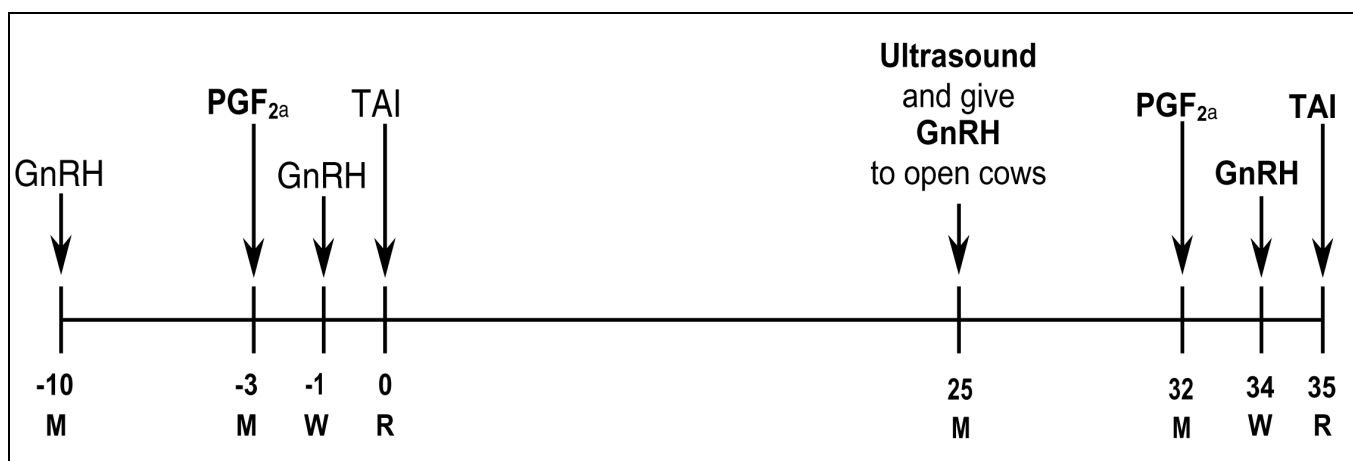 GnRH
PGF2a
GnRH
TAI
Ultrasound
and give
GnRH
to open cows
PGF2a
GnRH
TAI
-10 -3 -1 0 25 32 34 35
M M W R M M W R